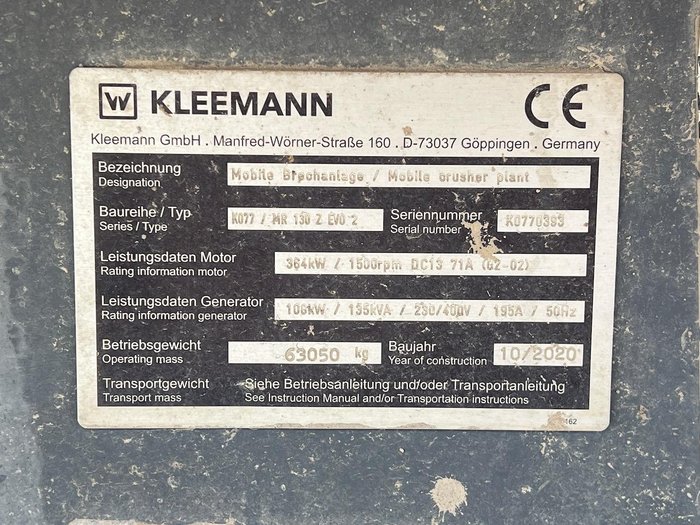 W KLEEMANN CE
Kleemann GmbH . Manfred-Wörner-Straße 160 . D-73037 Göppingen . Germany
Bezeichnung Mobile Brechanlage / Mobile crusher plant
Designation
Baureihe / Typ K077 / MR 130 Z EVO 2 Seriennummer K0770393
Series / Type Serial number
Leistungsdaten Motor 364kW / 1500rpm DC13 71A (02-02)
Rating information motor
Leistungsdaten Generator 106kW / 135kVA / 230/400V / 195A / 50Hz
Rating information generator
Betriebsgewicht 63050 kg Baujahr 10/2020
Operating mass Year of construction
Transportgewicht Siehe Betriebsanleitung und/oder Transportanleitung
Transport mass See Instruction Manual and/or Transportation instructions